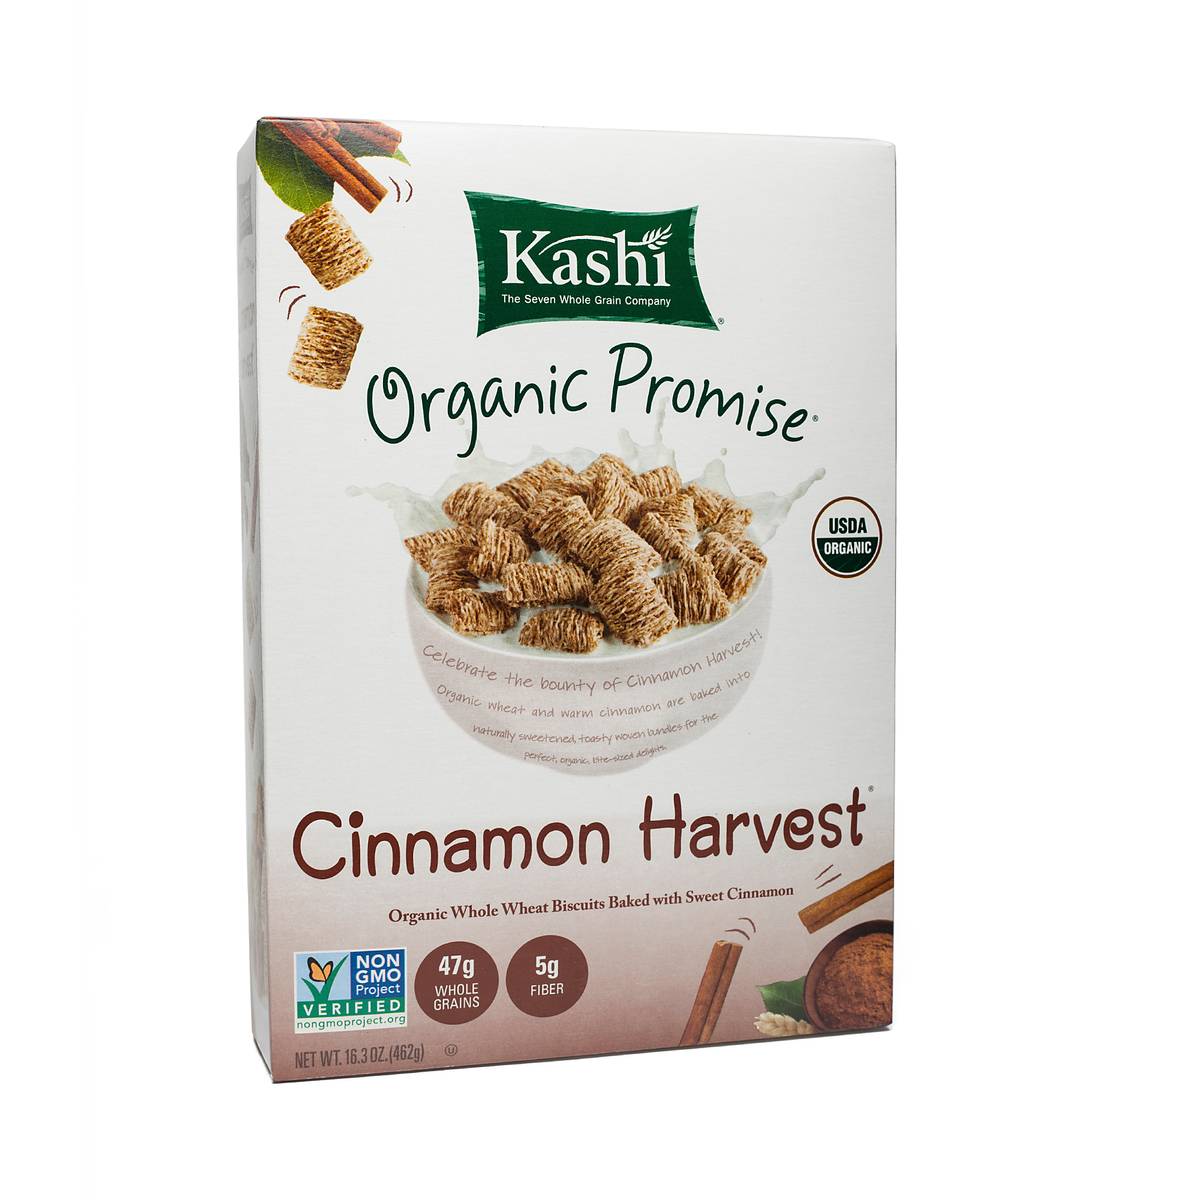 Kashi
The Seven Whole Grain Company
®
Organic Promise®
USDA
ORGANIC
Celebrate the bounty of Cinnamon Harvest!
Organic wheat and warm cinnamon are baked into
naturally sweetened, toasty woven bundles for the
perfect, organic, bite-sized delights.
Cinnamon Harvest®
Organic Whole Wheat Biscuits Baked with Sweet Cinnamon
NON
GMO
Project
VERIFIED
nongmoproject.org
47g
WHOLE
GRAINS
5g
FIBER
NET WT. 16.3 OZ. (462g) U